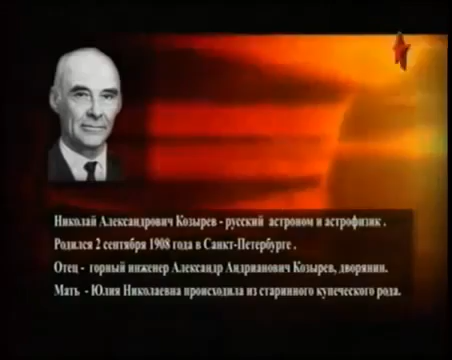 Николай Александрович Козырев - русский астроном и астрофизик .
Родился 2 сентября 1908 года в Санкт-Петербурге .
Отец - горный инженер Александр Андрианович Козырев, дворянин.
Мать - Юлия Николаевна происходила из старинного купеческого рода.